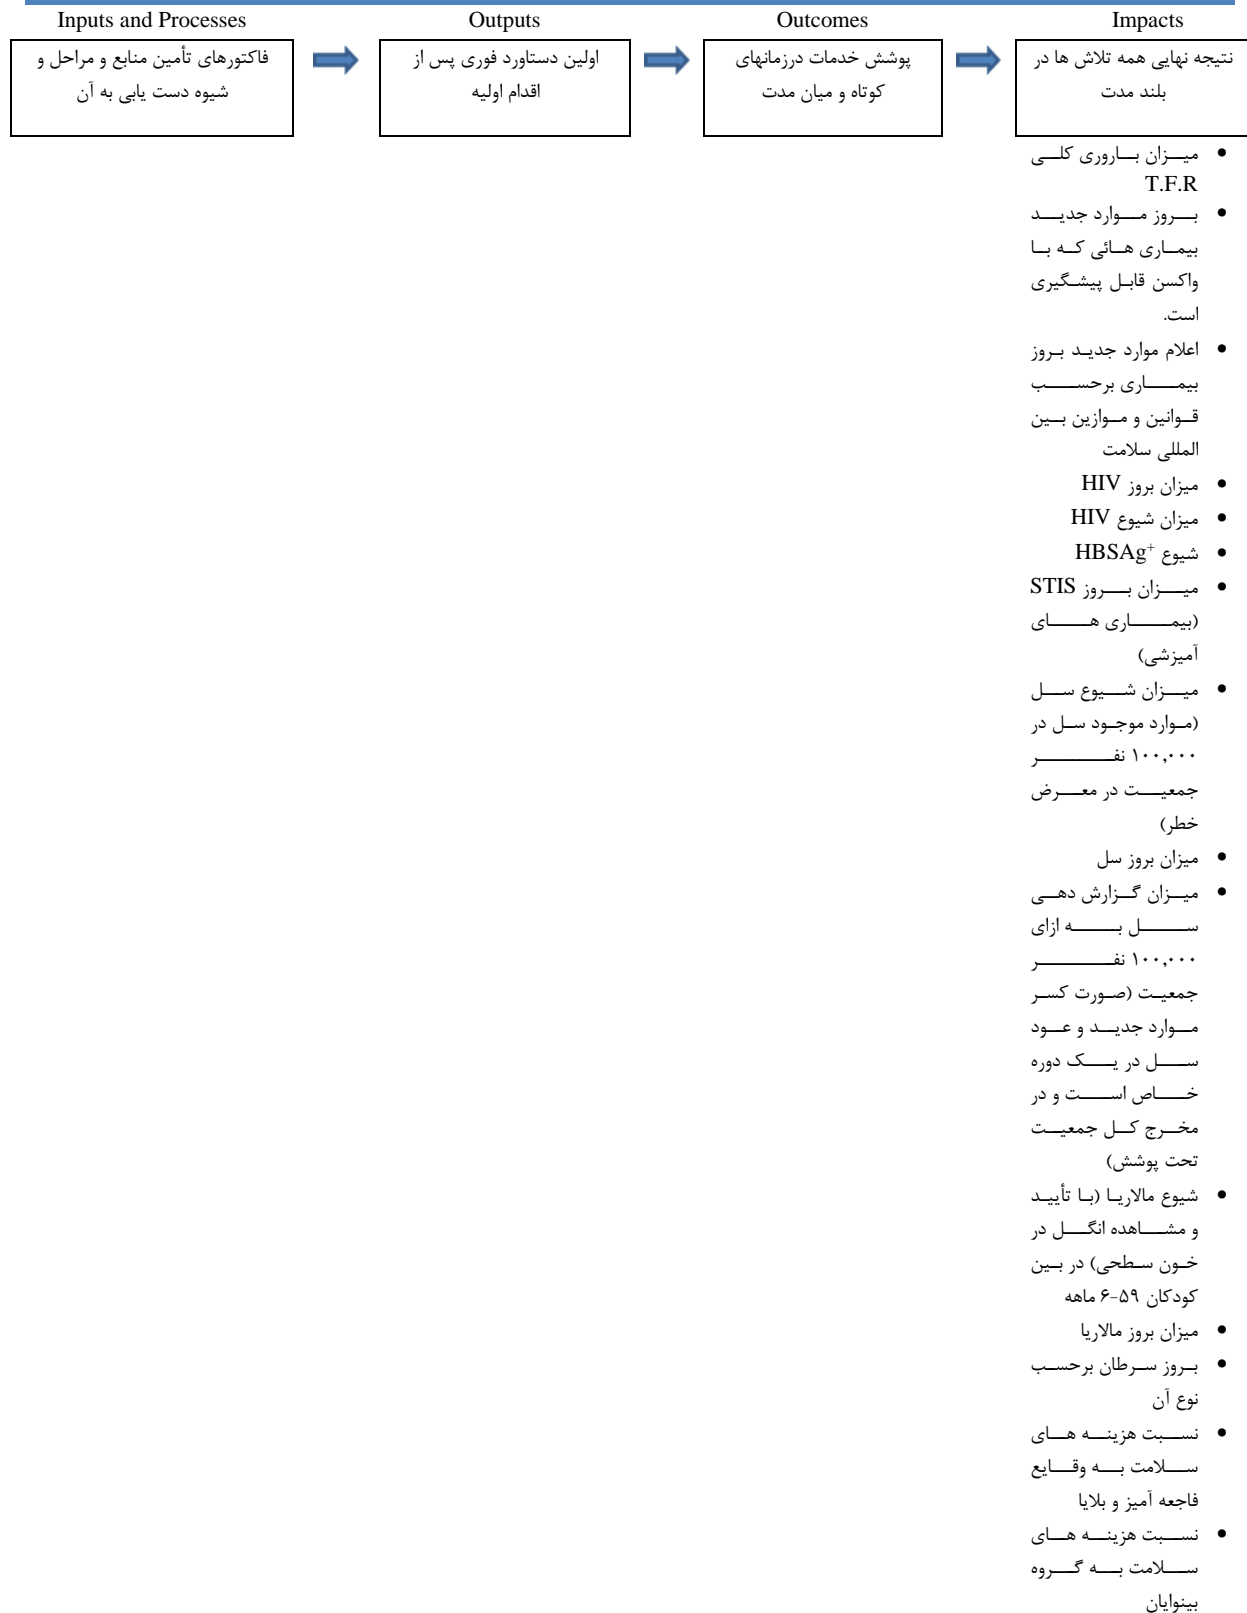 Inputs and Processes
Outputs
Outcomes
Impacts
فاکتورهای تأمین منابع و مراحل و
شیوه دست یابی به آن
اولین دستاورد فوری پس از
اقدام اولیه
پوشش خدمات درزمانهای
کوتاه و میان مدت
نتیجه نهایی همه تلاش ها در
بلند مدت
• میزان باروری کلی
T.F.R
• بروز موارد جدید
بیماری هائی که با
واکسن قابل پیشگیری
است.
• اعلام موارد جدید بروز
بیماری برحسب
قوانین و موازین بین
المللی سلامت
• میزان بروز HIV
• میزان شیوع HIV
• شیوع HBSAg⁺
• میزان بروز STIS
(بیماری های
آمیزشی)
• میزان شیوع سل
(موارد موجود سل در
۱۰۰,۰۰۰ نفر
جمعیت در معرض
خطر)
• میزان بروز سل
• میزان گزارش دهی
سل به ازای
۱۰۰,۰۰۰ نفر
جمعیت (صورت کسر
موارد جدید و عود
سل در یک دوره
خاص است و در
مخرج کل جمعیت
تحت پوشش)
• شیوع مالاریا (با تأیید
و مشاهده انگل در
خون سطحی) در بین
کودکان ۵۹-۶ ماهه
• میزان بروز مالاریا
• بروز سرطان برحسب
نوع آن
• نسبت هزینه های
سلامت به وقایع
فاجعه آمیز و بلایا
• نسبت هزینه های
سلامت به گروه
بینوایان